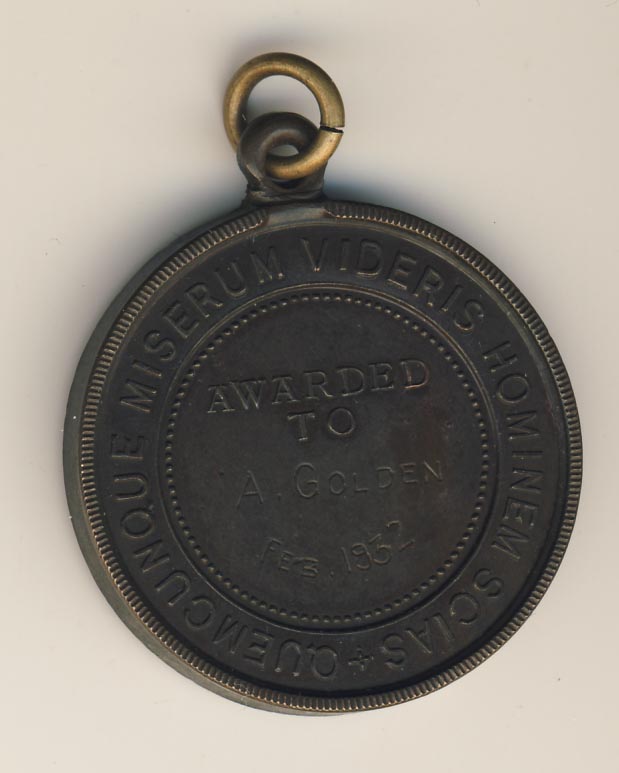 QUEMCUNQUE MISERUM VIDERIS HOMINEM SCIAS +
AWARDED
TO
A. GOLDEN
FEB. 1932